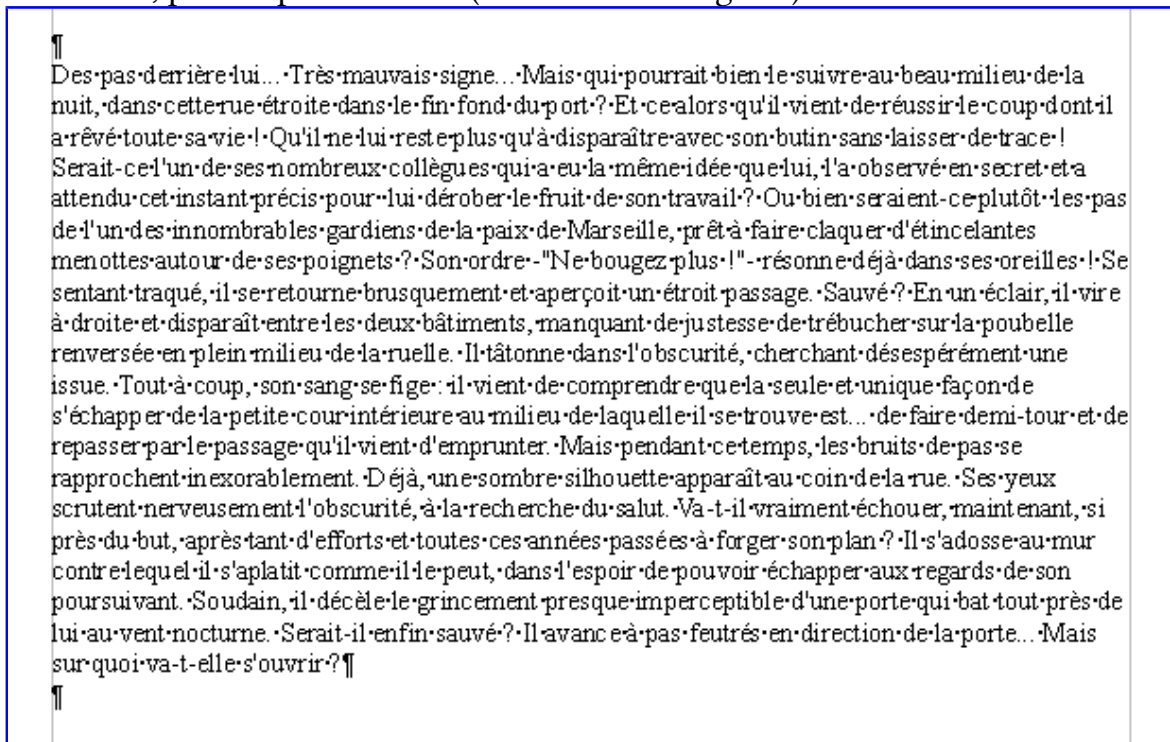 ¶
Des·pas·derrière·lui...·Très·mauvais·signe...·Mais·qui·pourrait·bien·le·suivre·au·beau·milieu·de·la
nuit,·dans·cette·rue·étroite·dans·le·fin·fond·du·port·?·Et·ce·alors·qu'il·vient·de·réussir·le·coup·dont·il
a·rêvé·toute·sa·vie·!·Qu'il·ne·lui·reste·plus·qu'à·disparaître·avec·son·butin·sans·laisser·de·trace·!
Serait-ce·l'un·de·ses·nombreux·collègues·qui·a·eu·la·même·idée·que·lui,·l'a·observé·en·secret·et·a
attendu·cet·instant·précis·pour··lui·dérober·le·fruit·de·son·travail·?·Ou·bien·seraient-ce·plutôt··les·pas
de·l'un·des·innombrables·gardiens·de·la·paix·de·Marseille,·prêt·à·faire·claquer·d'étincelantes
menottes·autour·de·ses·poignets·?·Son·ordre·-"Ne·bougez·plus·!"-·résonne·déjà·dans·ses·oreilles·!·Se
sentant·traqué,·il·se·retourne·brusquement·et·aperçoit·un·étroit·passage.·Sauvé·?·En·un·éclair,·il·vire
à·droite·et·disparaît·entre·les·deux·bâtiments,·manquant·de·justesse·de·trébucher·sur·la·poubelle
renversée·en·plein·milieu·de·la·ruelle.·Il·tâtonne·dans·l'obscurité,·cherchant·désespérément·une
issue.·Tout·à·coup,·son·sang·se·fige·:·il·vient·de·comprendre·que·la·seule·et·unique·façon·de
s'échapper·de·la·petite·cour·intérieure·au·milieu·de·laquelle·il·se·trouve·est...·de·faire·demi-tour·et·de
repasser·par·le·passage·qu'il·vient·d'emprunter.·Mais·pendant·ce·temps,·les·bruits·de·pas·se
rapprochent·inexorablement.·Déjà,·une·sombre·silhouette·apparaît·au·coin·de·la·rue.·Ses·yeux
scrutent·nerveusement·l'obscurité,·à·la·recherche·du·salut.·Va-t-il·vraiment·échouer,·maintenant,·si
près·du·but,·après·tant·d'efforts·et·toutes·ces·années·passées·à·forger·son·plan·?·Il·s'adosse·au·mur
contre·lequel·il·s'aplatit·comme·il·le·peut,·dans·l'espoir·de·pouvoir·échapper·aux·regards·de·son
poursuivant.·Soudain,·il·décèle·le·grincement·presque·imperceptible·d'une·porte·qui·bat·tout·près·de
lui·au·vent·nocturne.·Serait-il·enfin·sauvé·?·Il·avance·à·pas·feutrés·en·direction·de·la·porte...·Mais
sur·quoi·va-t-elle·s'ouvrir·?¶
¶